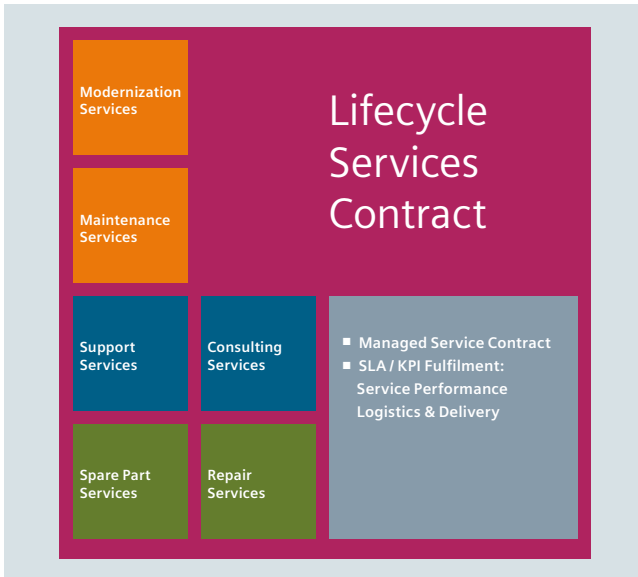 Modernization
Services
Lifecycle
Services
Contract
Maintenance
Services
Support
Services
Consulting
Services
■ Managed Service Contract
■ SLA / KPI Fulfilment:
Service Performance
Logistics & Delivery
Spare Part
Services
Repair
Services